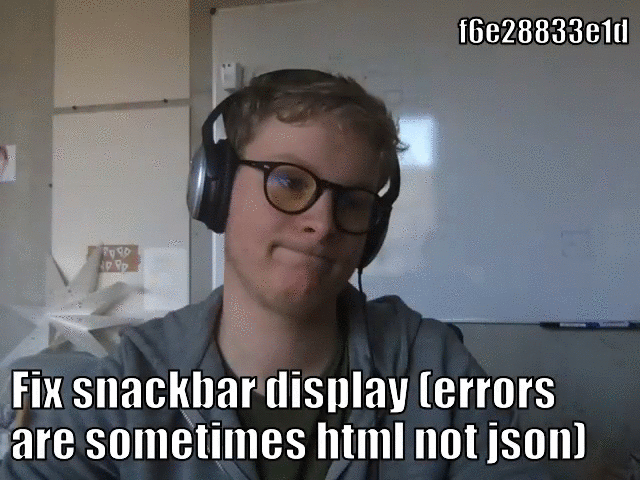 f6e28833e1d
Fix snackbar display (errors
are sometimes html not json)